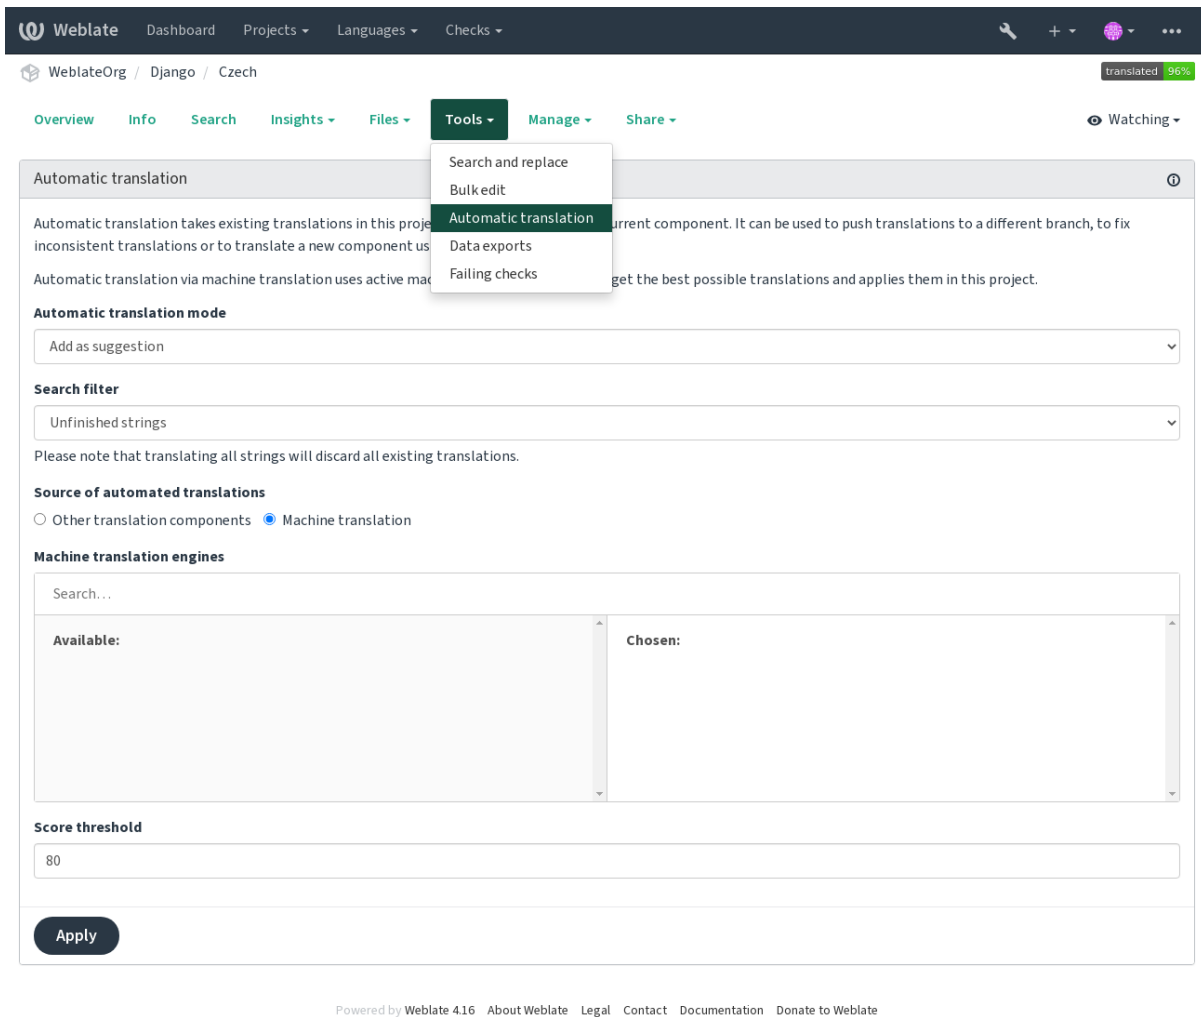 Weblate Dashboard Projects Languages Checks
WeblateOrg / Django / Czech translated 96%
Overview Info Search Insights Files Tools Manage Share Watching
Search and replace
Bulk edit
Automatic translation
Data exports
Failing checks
Automatic translation
Automatic translation takes existing translations in this proje urrent component. It can be used to push translations to a different branch, to fix
inconsistent translations or to translate a new component us
Automatic translation via machine translation uses active mac get the best possible translations and applies them in this project.
Automatic translation mode
Add as suggestion
Search filter
Unfinished strings
Please note that translating all strings will discard all existing translations.
Source of automated translations
Other translation components Machine translation
Machine translation engines
Search...
Available: Chosen:
Score threshold
80
Apply
Powered by Weblate 4.16 About Weblate Legal Contact Documentation Donate to Weblate